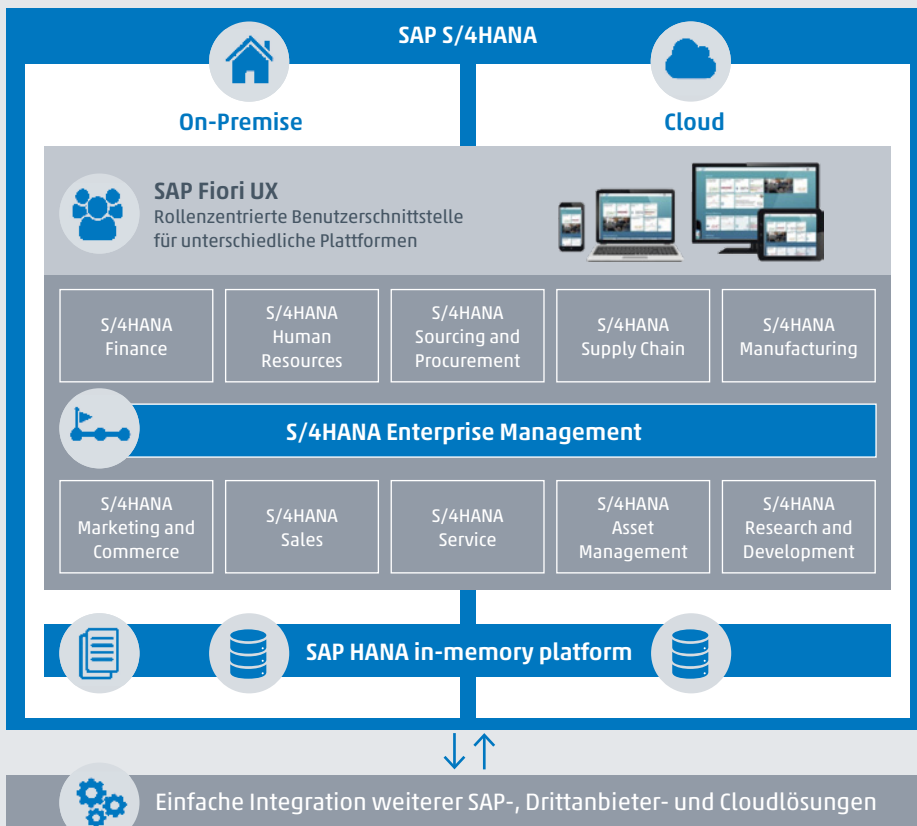 SAP S/4HANA
On-Premise
Cloud
SAP Fiori UX
Rollenzentrierte Benutzerschnittstelle
für unterschiedliche Plattformen
S/4HANA
Finance
S/4HANA
Human
Resources
S/4HANA
Sourcing and
Procurement
S/4HANA
Supply Chain
S/4HANA
Manufacturing
S/4HANA Enterprise Management
S/4HANA
Marketing and
Commerce
S/4HANA
Sales
S/4HANA
Service
S/4HANA
Asset
Management
S/4HANA
Research and
Development
SAP HANA in-memory platform
Einfache Integration weiterer SAP-, Drittanbieter- und Cloudlösungen